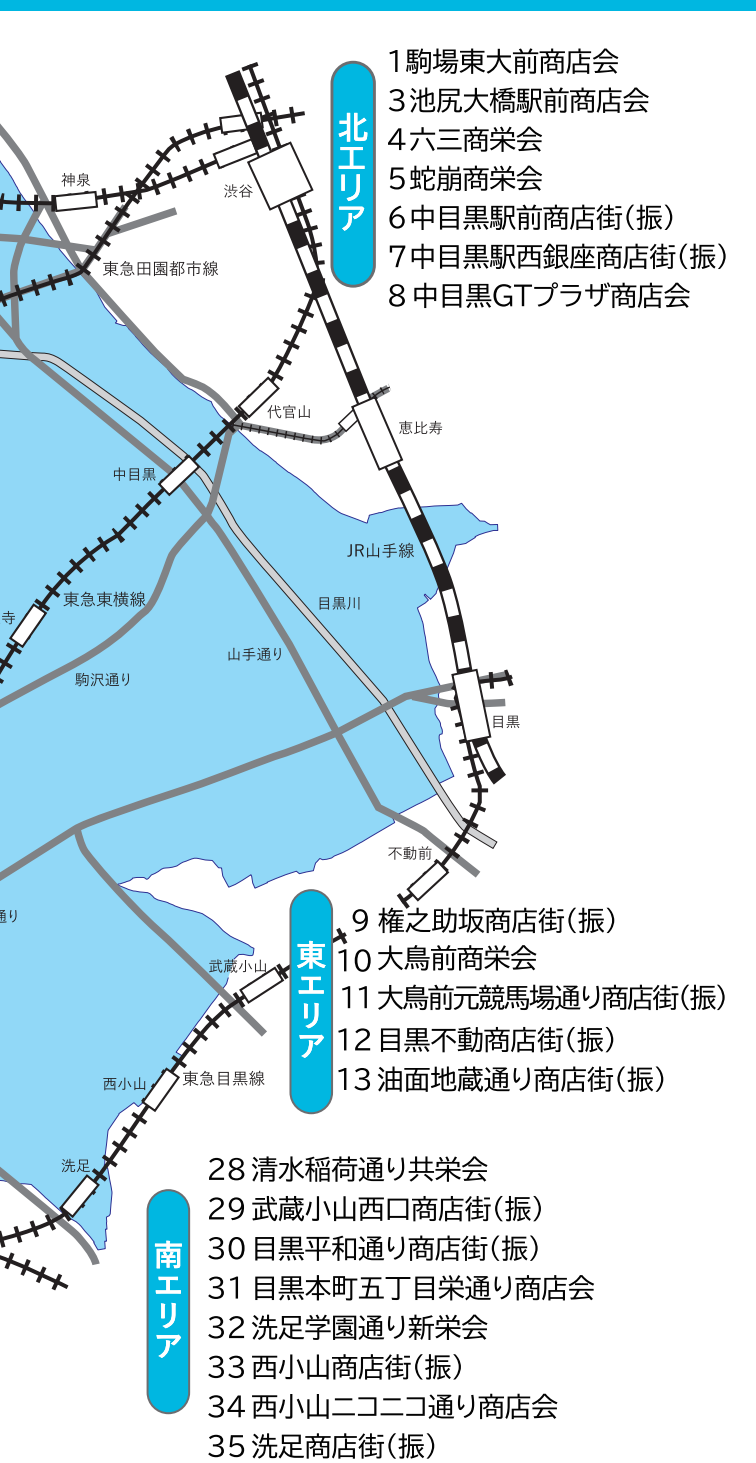 北エリア
1駒場東大前商店会
3池尻大橋駅前商店会
4六三商栄会
5蛇崩商栄会
6中目黒駅前商店街(振)
7中目黒駅西銀座商店街(振)
8中目黒GTプラザ商店会
神泉
渋谷
東急田園都市線
代官山
恵比寿
中目黒
JR山手線
東急東横線
目黒川
寺
山手通り
駒沢通り
目黒
不動前
通り
東エリア
9 権之助坂商店街(振)
10 大鳥前商栄会
11 大鳥前元競馬場通り商店街(振)
12 目黒不動商店街(振)
13 油面地蔵通り商店街(振)
武蔵小山
西小山
東急目黒線
洗足
南エリア
28 清水稲荷通り共栄会
29 武蔵小山西口商店街(振)
30 目黒平和通り商店街(振)
31 目黒本町五丁目栄通り商店会
32 洗足学園通り新栄会
33 西小山商店街(振)
34 西小山ニコニコ通り商店会
35 洗足商店街(振)